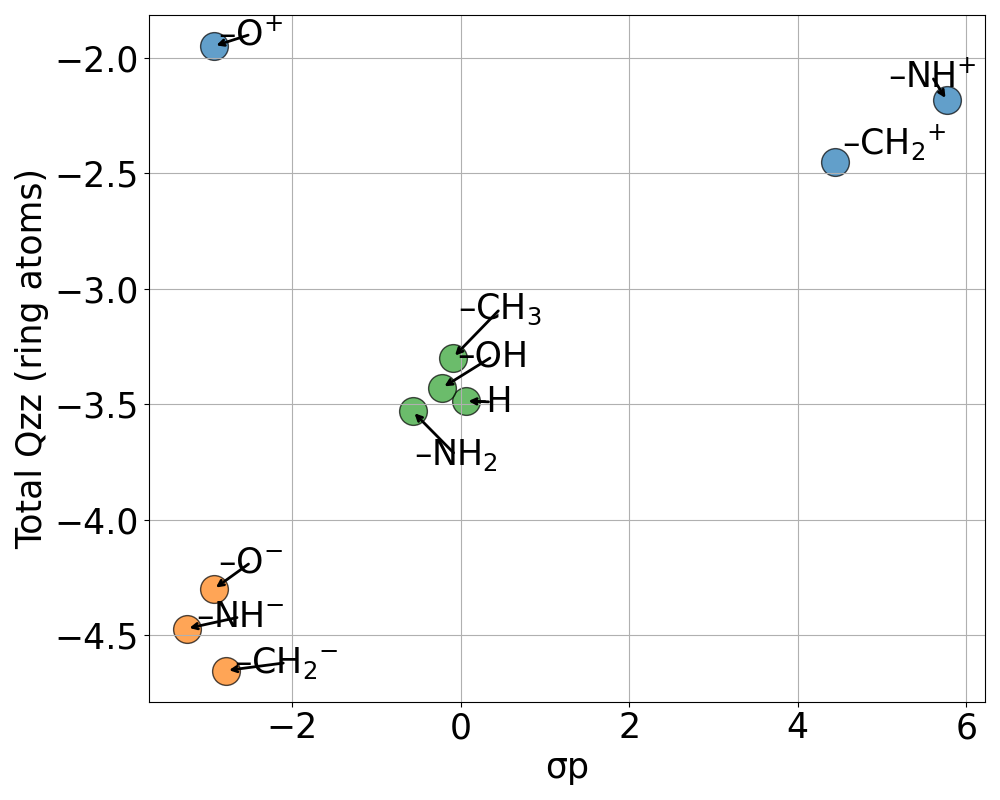 –O⁺
–NH⁺
–CH₂⁺
–CH₃
–OH
–H
–NH₂
–O⁻
–NH⁻
–CH₂⁻
Total Qzz (ring atoms)
−2.0
−2.5
−3.0
−3.5
−4.0
−4.5
−2
0
2
4
6
σp